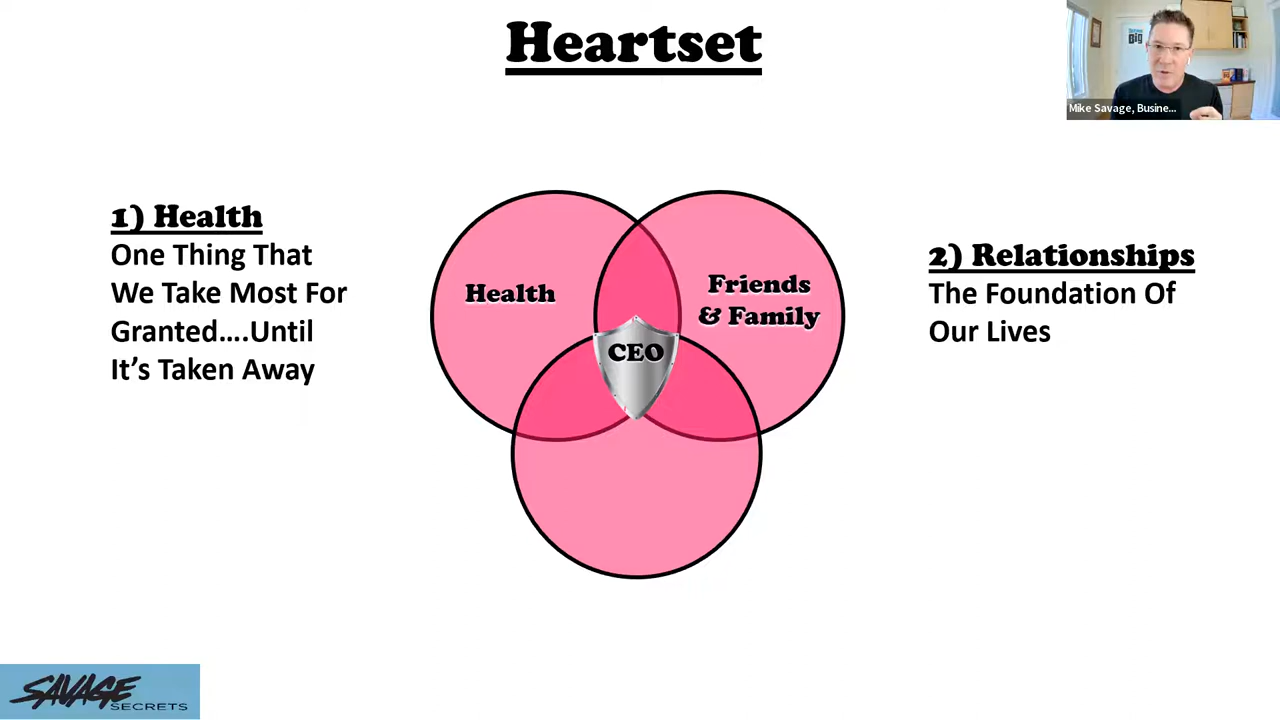 Heartset
Mike Savage, Busine...
1) Health
One Thing That
We Take Most For
Granted....Until
It's Taken Away
Health
Friends
& Family
CEO
2) Relationships
The Foundation Of
Our Lives
SAVAGE
SECRETS